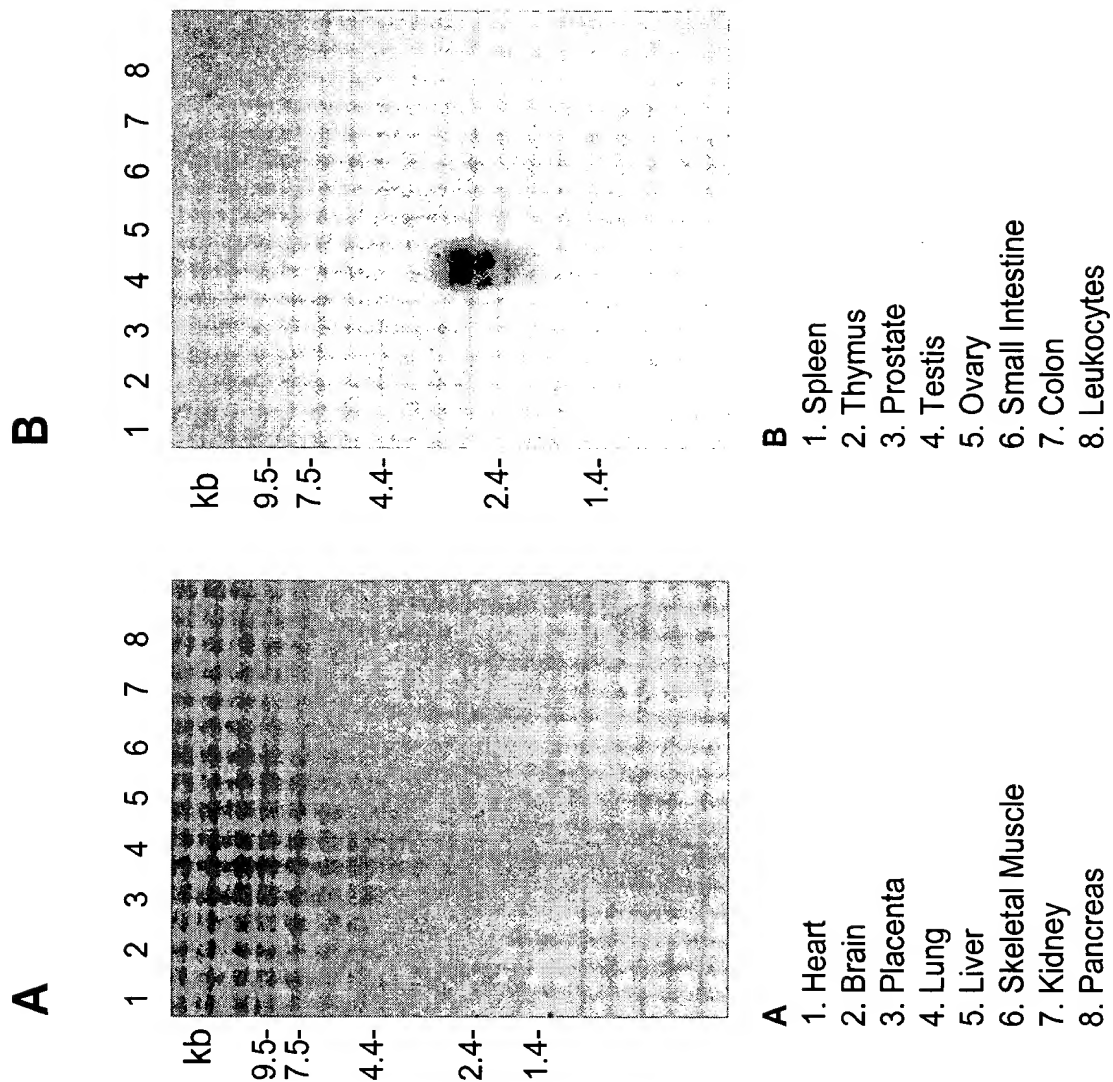 A
1 2 3 4 5 6 7 8
kb
9.5-
7.5-
4.4-
2.4-
1.4-
A
1. Heart
2. Brain
3. Placenta
4. Lung
5. Liver
6. Skeletal Muscle
7. Kidney
8. Pancreas
B
1 2 3 4 5 6 7 8
kb
9.5-
7.5-
4.4-
2.4-
1.4-
B
1. Spleen
2. Thymus
3. Prostate
4. Testis
5. Ovary
6. Small Intestine
7. Colon
8. Leukocytes